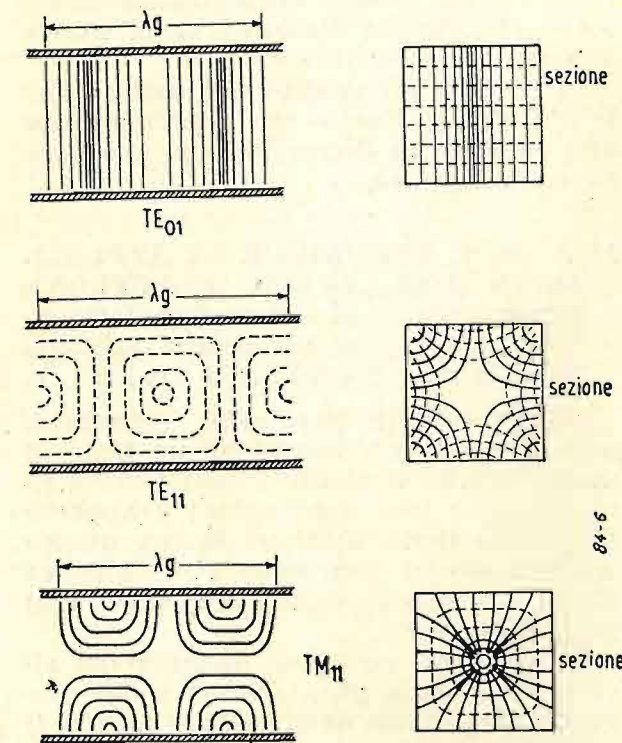 λg
sezione
TE₀₁
λg
sezione
TE₁₁
84-6
λg
TM₁₁
sezione